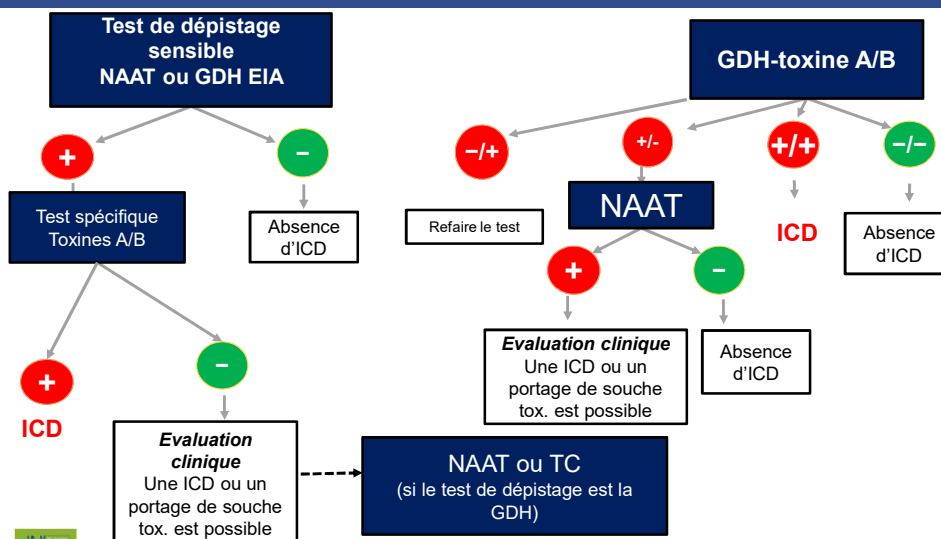 Test de dépistage
sensible
NAAT ou GDH EIA
+
−
Test spécifique
Toxines A/B
Absence
d'ICD
+
ICD
−
Evaluation
clinique
Une ICD ou un
portage de souche
tox. est possible
NAAT ou TC
(si le test de dépistage est la
GDH)
GDH-toxine A/B
−/+
+/-
+/+
−/−
Refaire le test
NAAT
ICD
Absence
d'ICD
+
−
Evaluation clinique
Une ICD ou un
portage de souche
tox. est possible
Absence
d'ICD